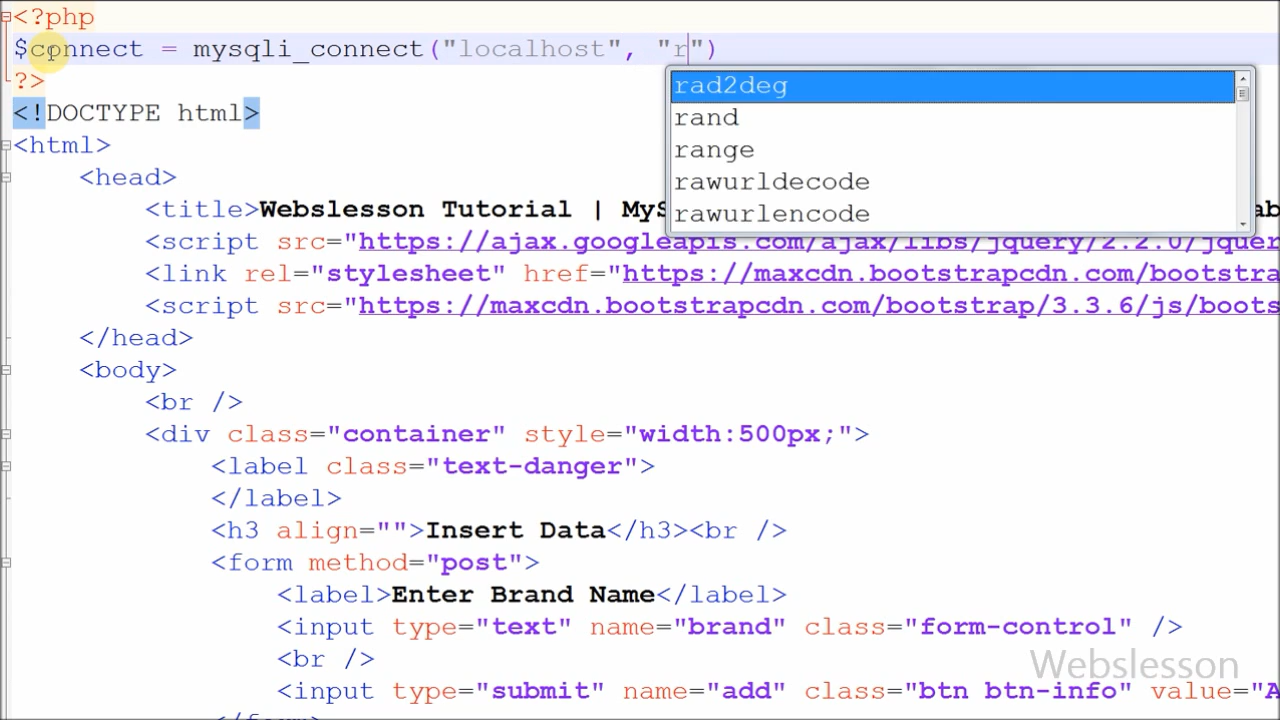 <?php
$connect = mysqli_connect("localhost", "r")
?>
rad2deg
rand
range
rawurldecode
rawurlencode
<!DOCTYPE html>
<html>
<head>
<title>Webslesson Tutorial |
<script src="https://ajax.googleapis.com/ajax/libs/jquery/2.2.0/jquer
<link rel="stylesheet" href="https://maxcdn.bootstrapcdn.com/bootstra
<script src="https://maxcdn.bootstrapcdn.com/bootstrap/3.3.6/js/boots
</head>
<body>
<br />
<div class="container" style="width:500px;">
<label class="text-danger">
</label>
<h3 align="">Insert Data</h3><br />
<form method="post">
<label>Enter Brand Name</label>
<input type="text" name="brand" class="form-control" />
<br />
<input type="submit" name="add" class="btn btn-info" value="A
Webslesson